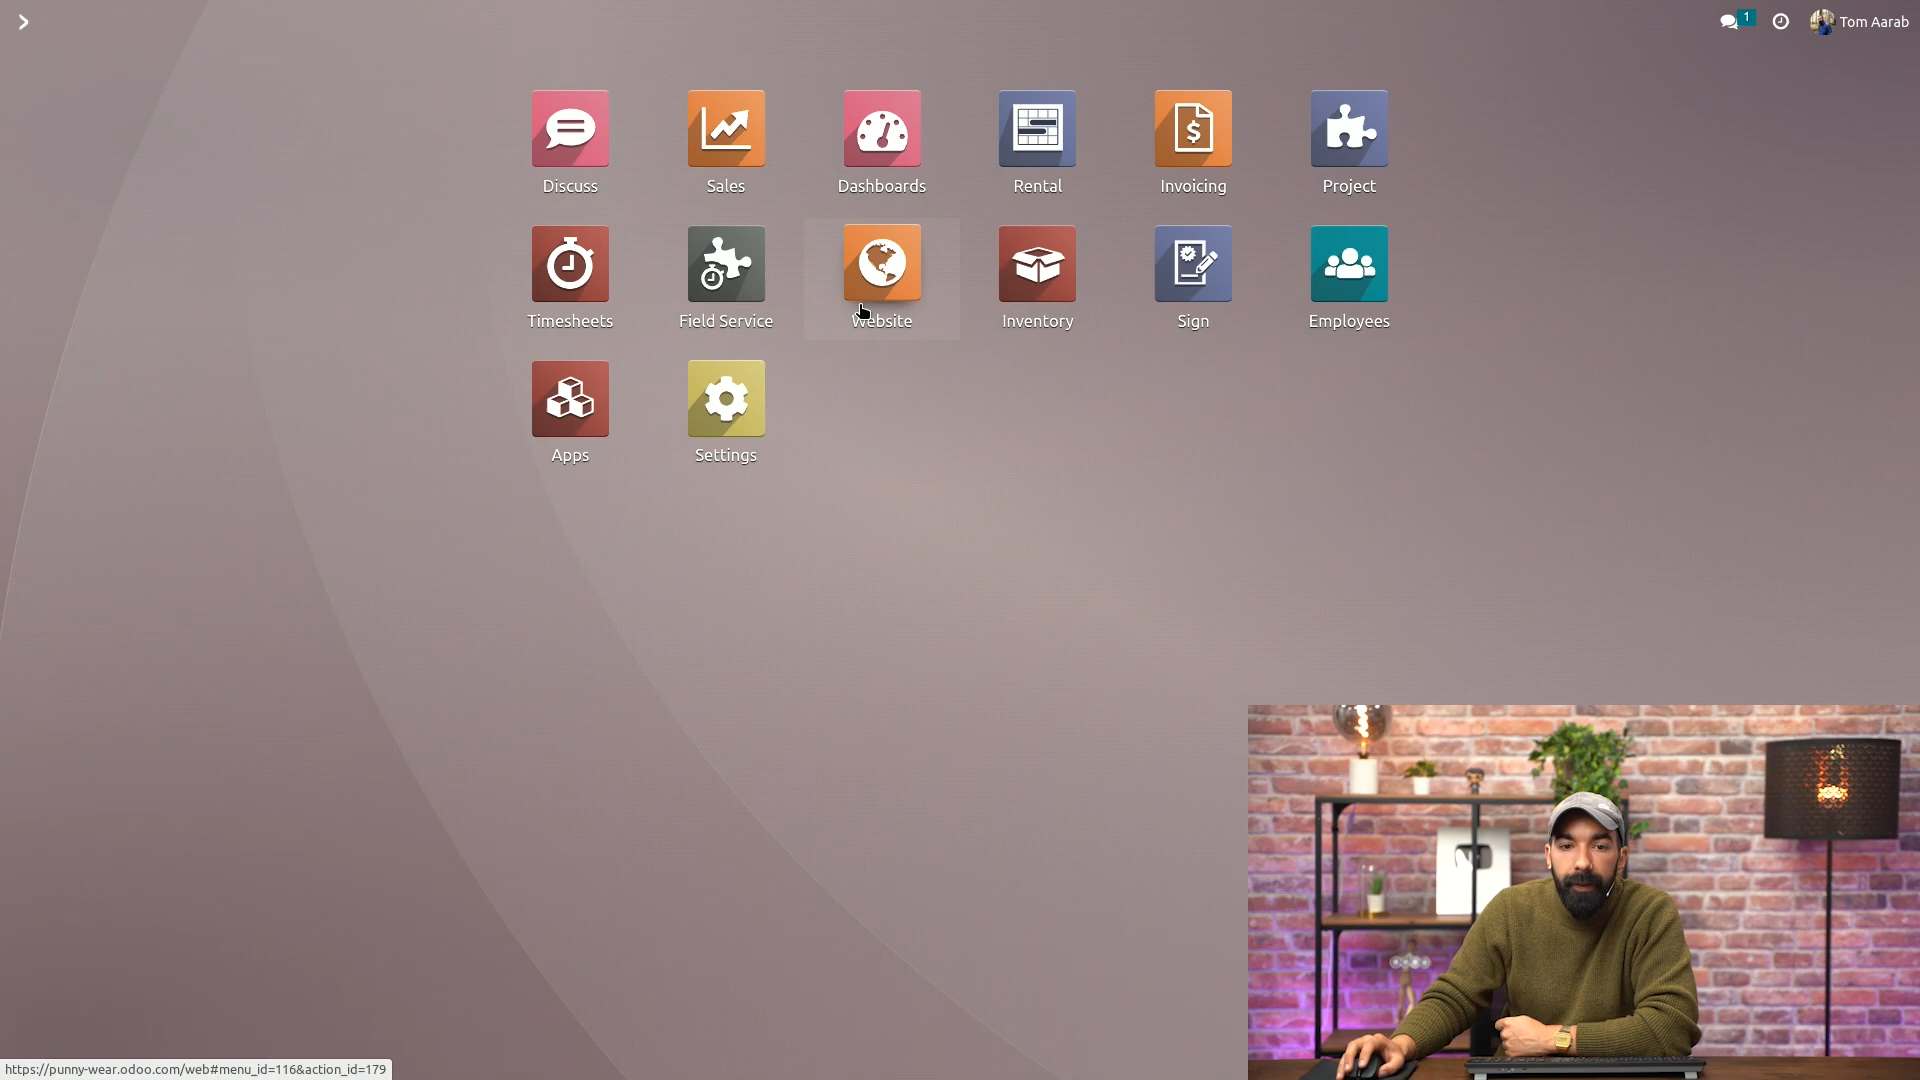 1
Tom Aarab
Discuss
Sales
Dashboards
Rental
Invoicing
Project
Timesheets
Field Service
Website
Inventory
Sign
Employees
Apps
Settings
https://punny-wear.odoo.com/web#menu_id=116&action_id=179